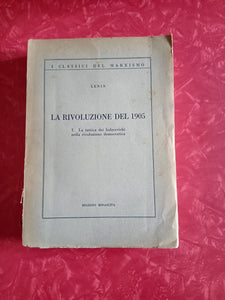 I CLASSICI DEL MARXISMO
LENIN
LA RIVOLUZIONE DEL 1905
I. La tattica dei bolscevichi
nella rivoluzione democratica
EDIZIONI RINASCITA